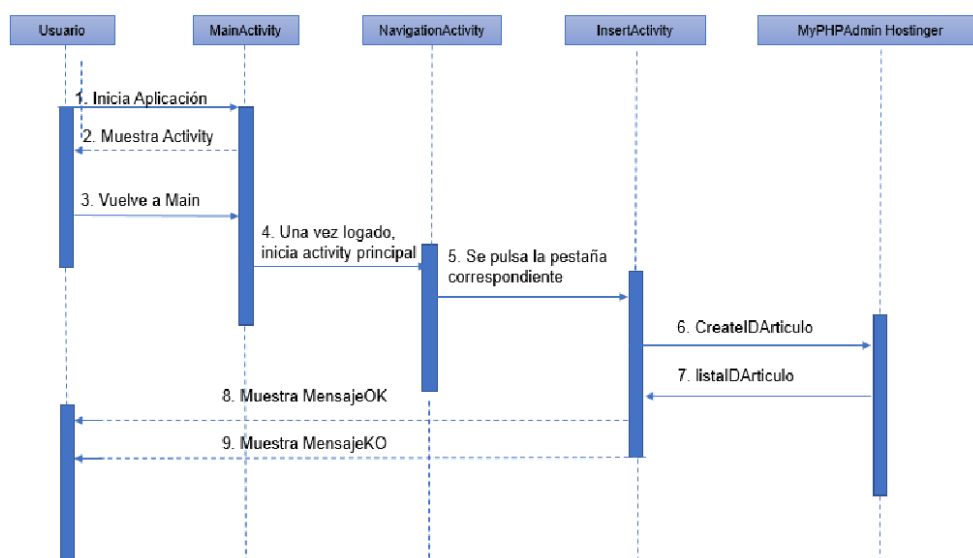 Usuario
MainActivity
NavigationActivity
InsertActivity
MyPHPAdmin Hostinger
1. Inicia Aplicación
2. Muestra Activity
3. Vuelve a Main
4. Una vez logado,
inicia activity principal
5. Se pulsa la pestaña
correspondiente
6. CreateIDArticulo
7. listaIDArticulo
8. Muestra MensajeOK
9. Muestra MensajeKO